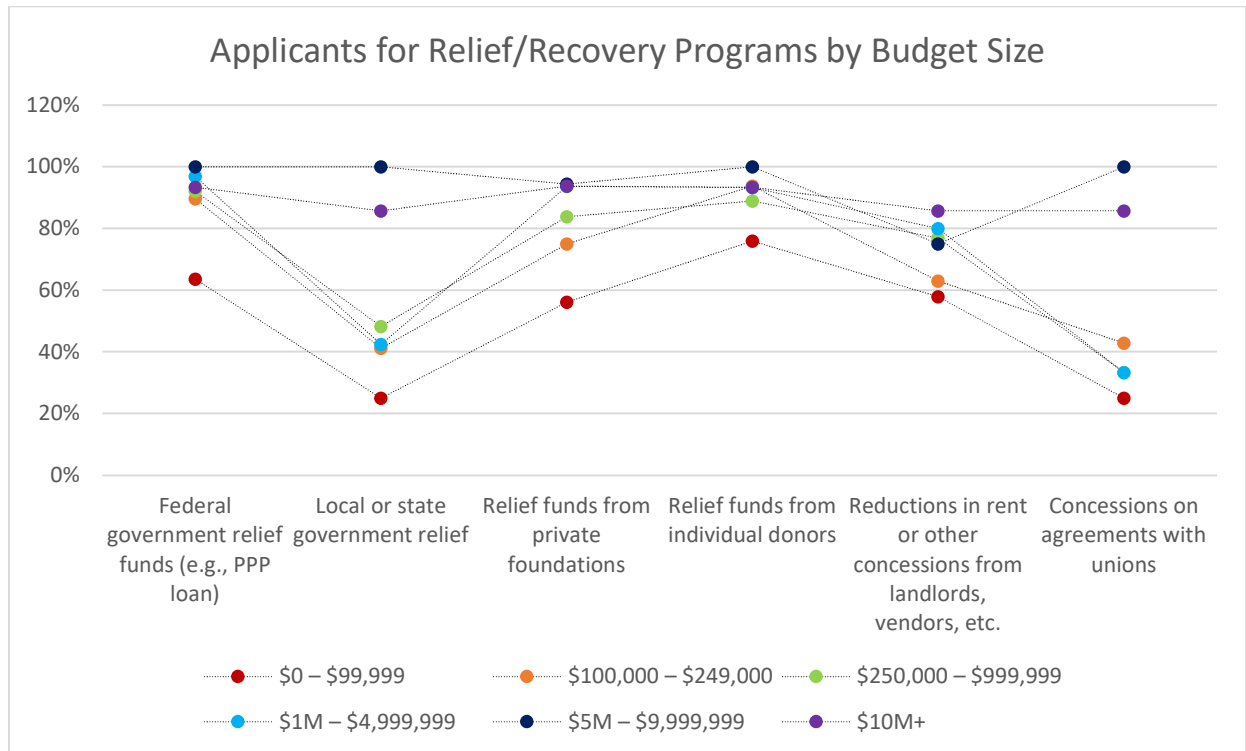 Applicants for Relief/Recovery Programs by Budget Size
120%
100%
80%
60%
40%
20%
0%
Federal
government relief
funds (e.g., PPP
loan)
Local or state
government relief
Relief funds from
private
foundations
Relief funds from
individual donors
Reductions in rent
or other
concessions from
landlords,
vendors, etc.
Concessions on
agreements with
unions
$0 – $99,999
$100,000 – $249,000
$250,000 – $999,999
$1M – $4,999,999
$5M – $9,999,999
$10M+